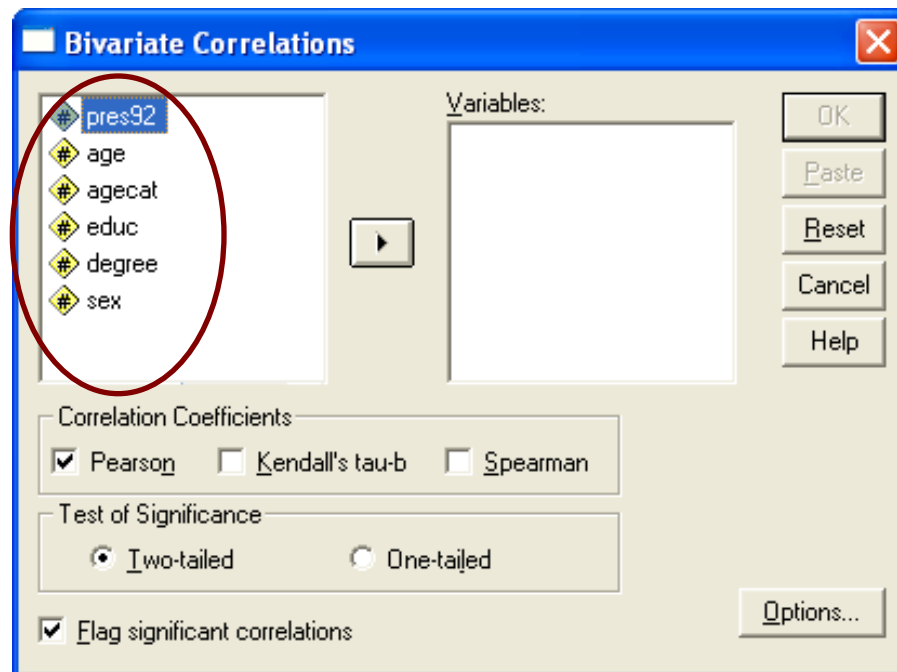 Bivariate Correlations
pres92
age
agecat
educ
degree
sex
Variables:
OK
Paste
Reset
Cancel
Help
Correlation Coefficients
Pearson Kendall's tau-b Spearman
Test of Significance
Two-tailed One-tailed
Flag significant correlations
Options...